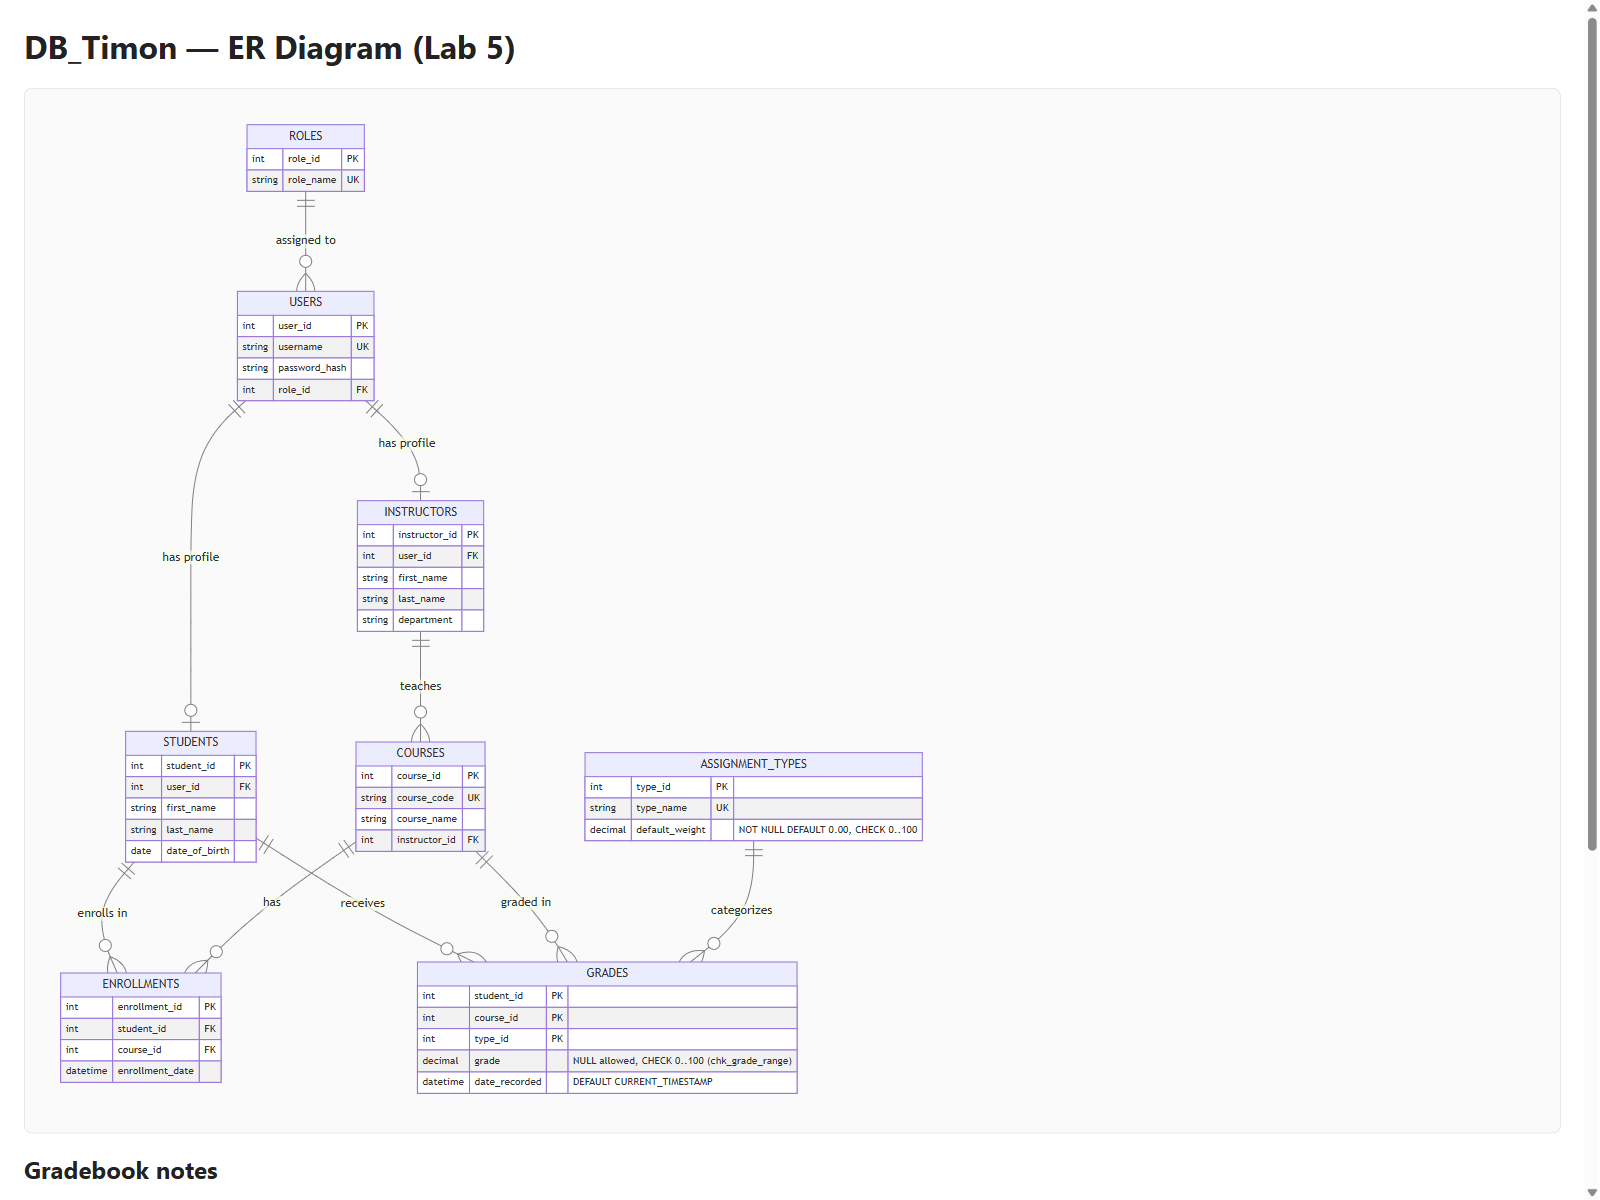 DB_Timon — ER Diagram (Lab 5)
ROLES
int role_id PK
string role_name UK
assigned to
USERS
int user_id PK
string username UK
string password_hash
int role_id FK
has profile
has profile
INSTRUCTORS
int instructor_id PK
int user_id FK
string first_name
string last_name
string department
teaches
STUDENTS
int student_id PK
int user_id FK
string first_name
string last_name
date date_of_birth
COURSES
int course_id PK
string course_code UK
string course_name
int instructor_id FK
ASSIGNMENT_TYPES
int type_id PK
string type_name UK
decimal default_weight NOT NULL DEFAULT 0.00, CHECK 0..100
enrolls in
has
receives
graded in
categorizes
ENROLLMENTS
int enrollment_id PK
int student_id FK
int course_id FK
datetime enrollment_date
GRADES
int student_id PK
int course_id PK
int type_id PK
decimal grade NULL allowed, CHECK 0..100 (chk_grade_range)
datetime date_recorded DEFAULT CURRENT_TIMESTAMP
Gradebook notes